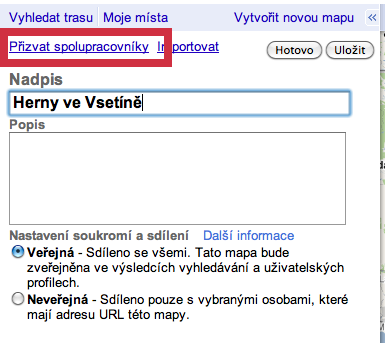 Vyhledat trasu Moje místa Vytvořit novou mapu «
Přizvat spolupracovníky Importovat Hotovo Uložit
Nadpis
Herny ve Vsetíně
Popis
Nastavení soukromí a sdílení Další informace
Veřejná - Sdíleno se všemi. Tato mapa bude
zveřejněna ve výsledcích vyhledávání a uživatelských
profilech.
Neveřejná - Sdíleno pouze s vybranými osobami, které
mají adresu URL této mapy.